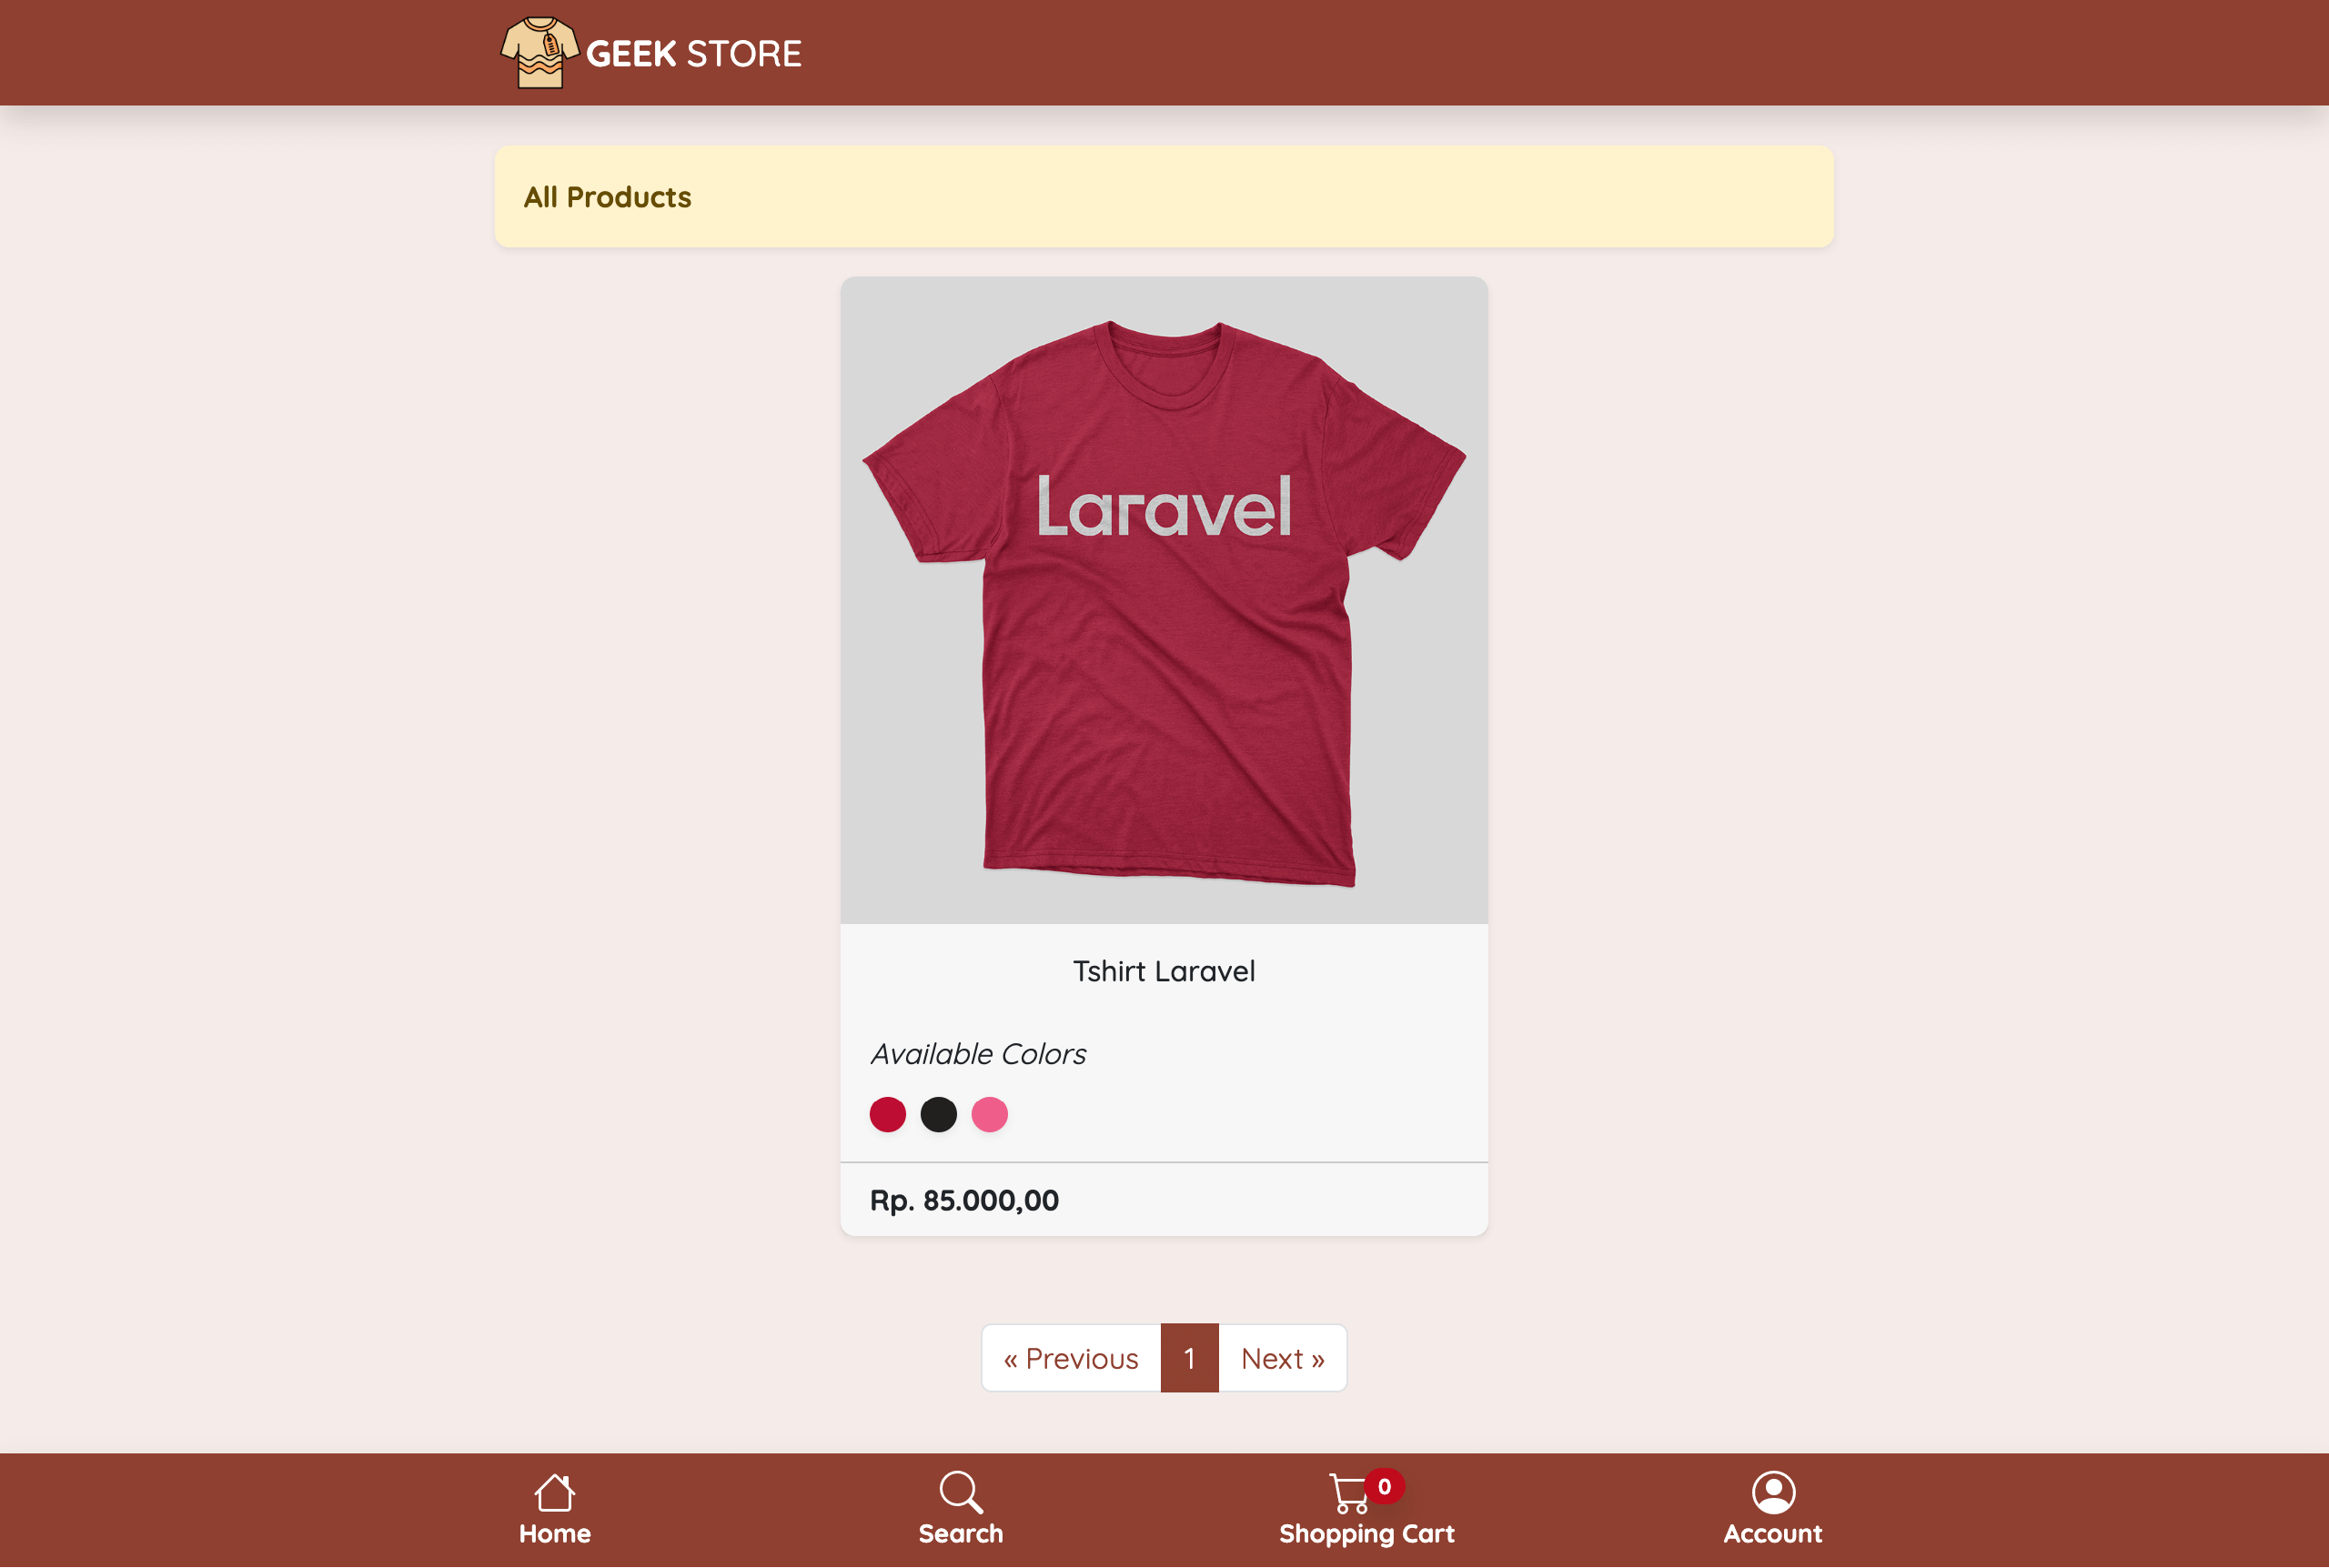 GEEK STORE
All Products
Laravel
Tshirt Laravel
Available Colors
Rp. 85.000,00
« Previous 1 Next »
Home Search 0 Shopping Cart Account